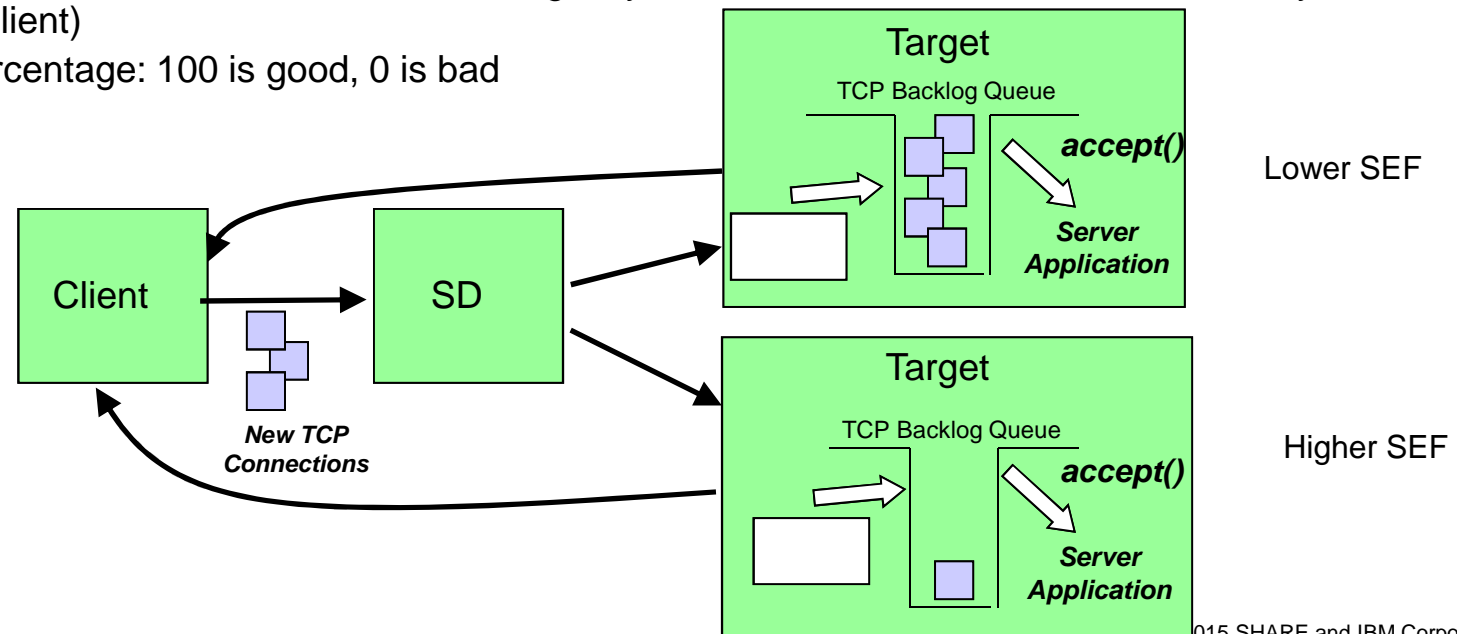 lient)
rcentage: 100 is good, 0 is bad
Target
TCP Backlog Queue
accept()
Server
Application
Lower SEF
Client
SD
New TCP
Connections
Target
TCP Backlog Queue
accept()
Server
Application
Higher SEF
015 SHARE and IBM Corpo